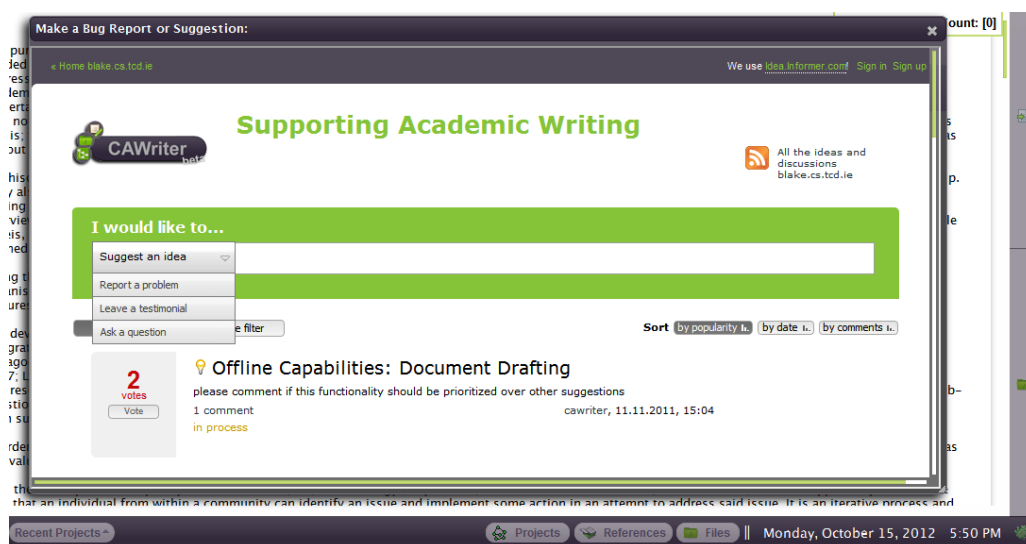 Make a Bug Report or Suggestion:
ount: [0]
« Home blake.cs.tcd.ie
We use Idea.Informer.com! Sign in Sign up
CAWriter
beta
Supporting Academic Writing
All the ideas and
discussions
blake.cs.tcd.ie
I would like to...
Suggest an idea
Report a problem
Leave a testimonial
Ask a question
e filter
Sort by popularity by date by comments
2
votes
Vote
Offline Capabilities: Document Drafting
please comment if this functionality should be prioritized over other suggestions
1 comment
cawriter, 11.11.2011, 15:04
in process
that an individual from within a community can identify an issue and implement some action in an attempt to address said issue. It is an iterative process and
Recent Projects
Projects References Files Monday, October 15, 2012 5:50 PM